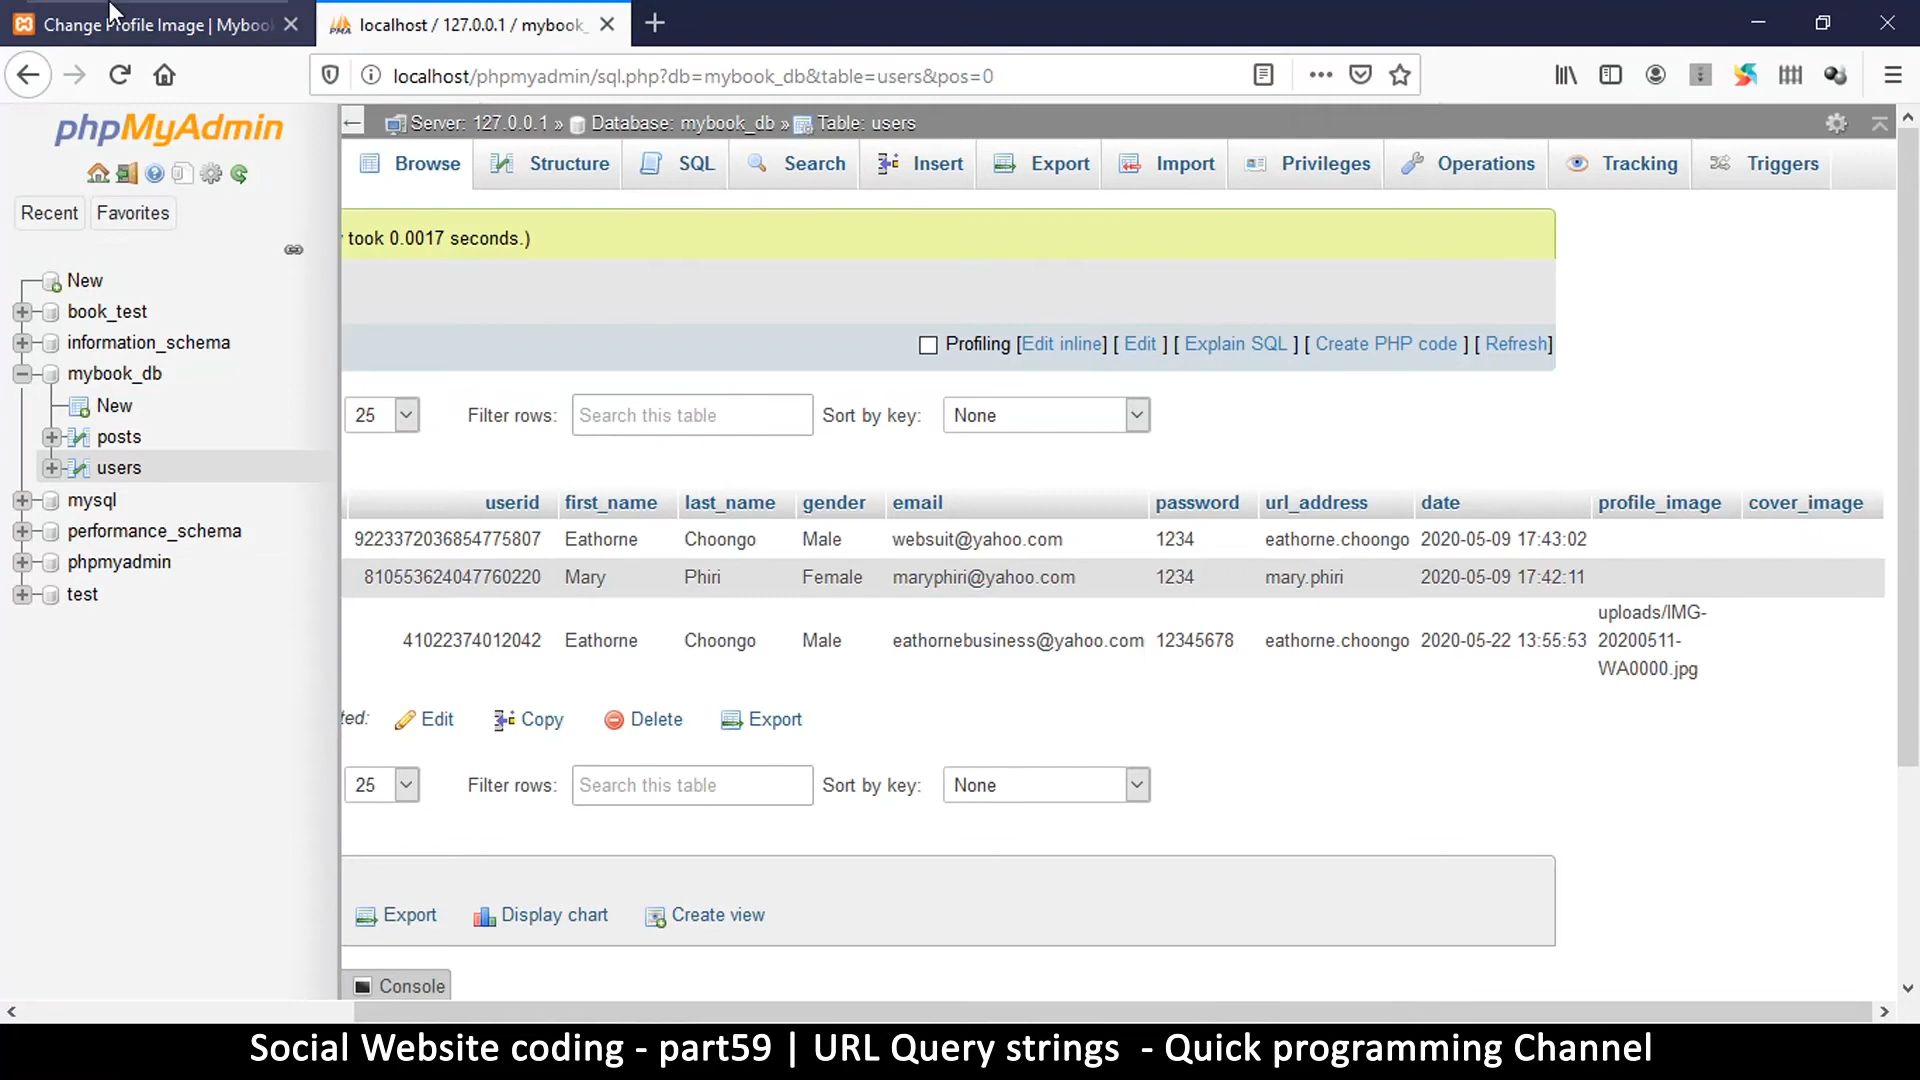 Change Profile Image | Mybook
localhost / 127.0.0.1 / mybook_
localhost/phpmyadmin/sql.php?db=mybook_db&table=users&pos=0
phpMyAdmin
Recent Favorites
New
book_test
information_schema
mybook_db
New
posts
users
mysql
performance_schema
phpmyadmin
test
Server: 127.0.0.1 » Database: mybook_db » Table: users
Browse Structure SQL Search Insert Export Import Privileges Operations Tracking Triggers
took 0.0017 seconds.)
Profiling [Edit inline] [ Edit ] [ Explain SQL ] [ Create PHP code ] [ Refresh]
25 Filter rows: Search this table Sort by key: None
userid first_name last_name gender email password url_address date profile_image cover_image
9223372036854775807 Eathorne Choongo Male websuit@yahoo.com 1234 eathorne.choongo 2020-05-09 17:43:02
810553624047760220 Mary Phiri Female maryphiri@yahoo.com 1234 mary.phiri 2020-05-09 17:42:11
41022374012042 Eathorne Choongo Male eathornebusiness@yahoo.com 12345678 eathorne.choongo 2020-05-22 13:55:53 uploads/IMG-
20200511-
WA0000.jpg
ted: Edit Copy Delete Export
25 Filter rows: Search this table Sort by key: None
Export Display chart Create view
Console
Social Website coding - part59 | URL Query strings - Quick programming Channel